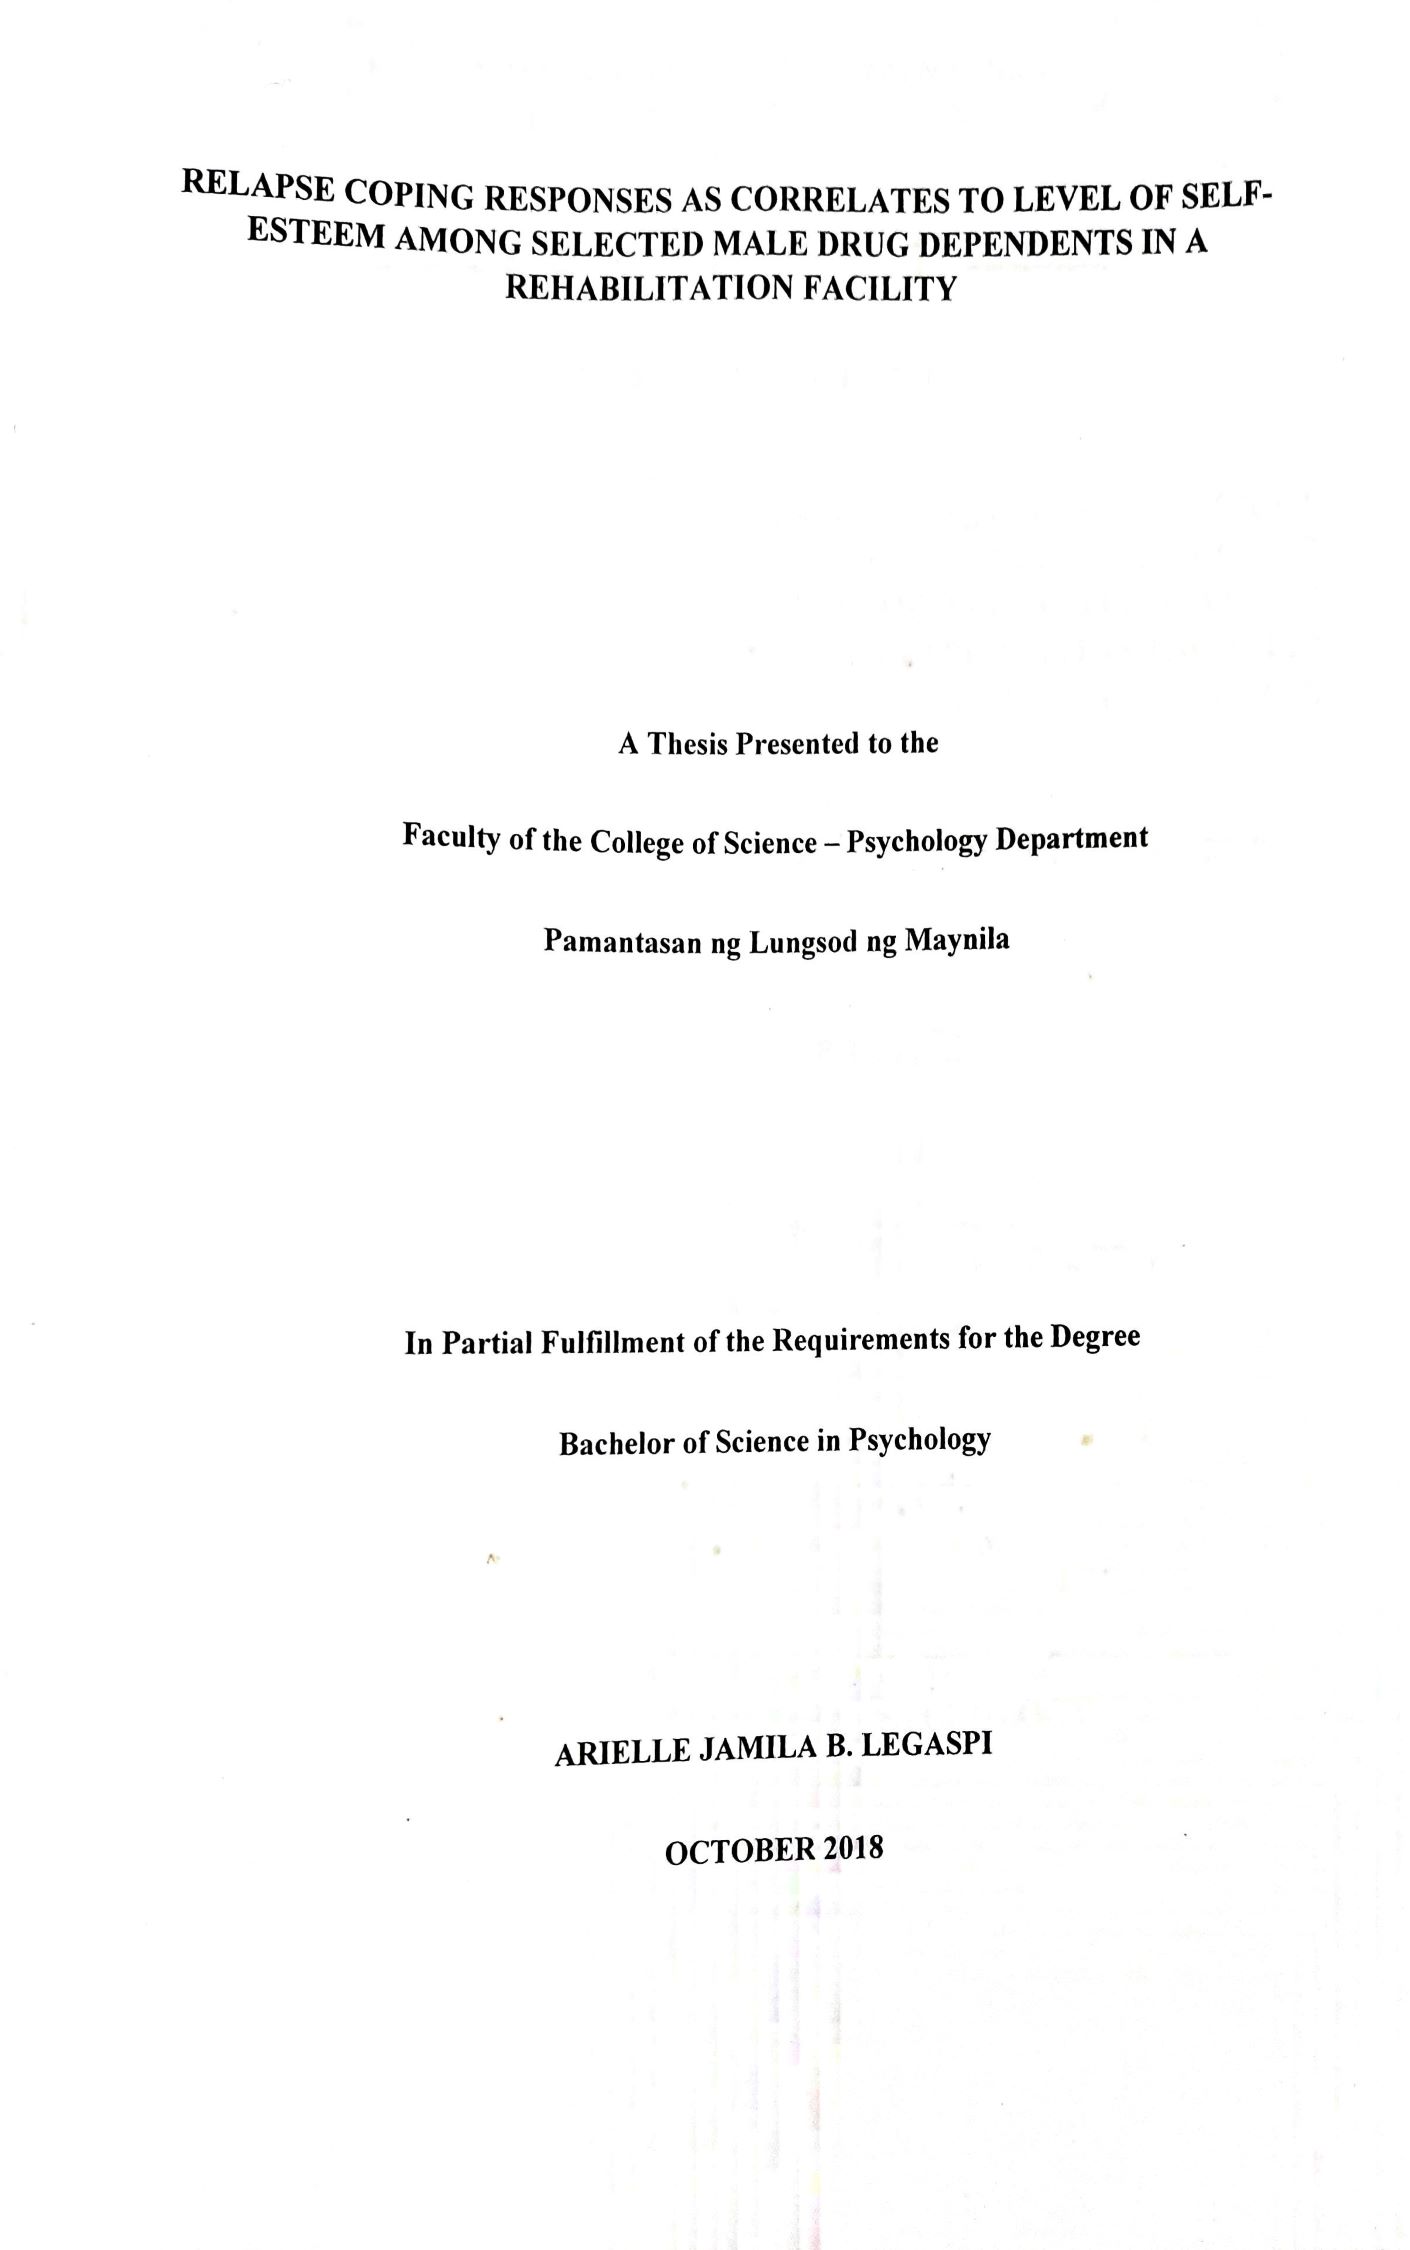 RELAPSE COPING RESPONSES AS CORRELATES TO LEVEL OF SELF-
ESTEEM AMONG SELECTED MALE DRUG DEPENDENTS IN A
REHABILITATION FACILITY
A Thesis Presented to the
Faculty of the College of Science – Psychology Department
Pamantasan ng Lungsod ng Maynila
In Partial Fulfillment of the Requirements for the Degree
Bachelor of Science in Psychology
ARIELLE JAMILA B. LEGASPI
OCTOBER 2018